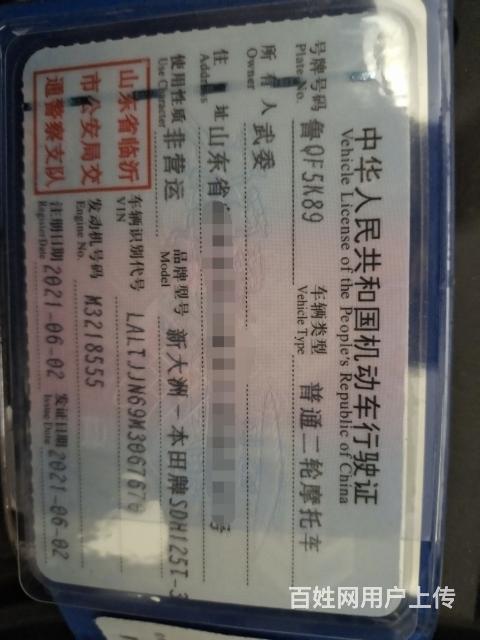 中华人民共和国机动车行驶证
Vehicle License of the People's Republic of China
号牌号码 鲁QF5K89 车辆类型 普通二轮摩托车
Plate No. Vehicle Type
所有人 武委
Owner
住址 山东省 号
Address
使用性质 非营运 品牌型号 新大洲-本田牌SDH125T-3
Use Character Model
山东省临沂
市公安局交
通警察支队
车辆识别代号 LALTJJN69M3067676
VIN
发动机号码 M3218555
Engine No.
注册日期 2021-06-02 发证日期 2021-06-02
Register Date Issue Date
百姓网用户上传